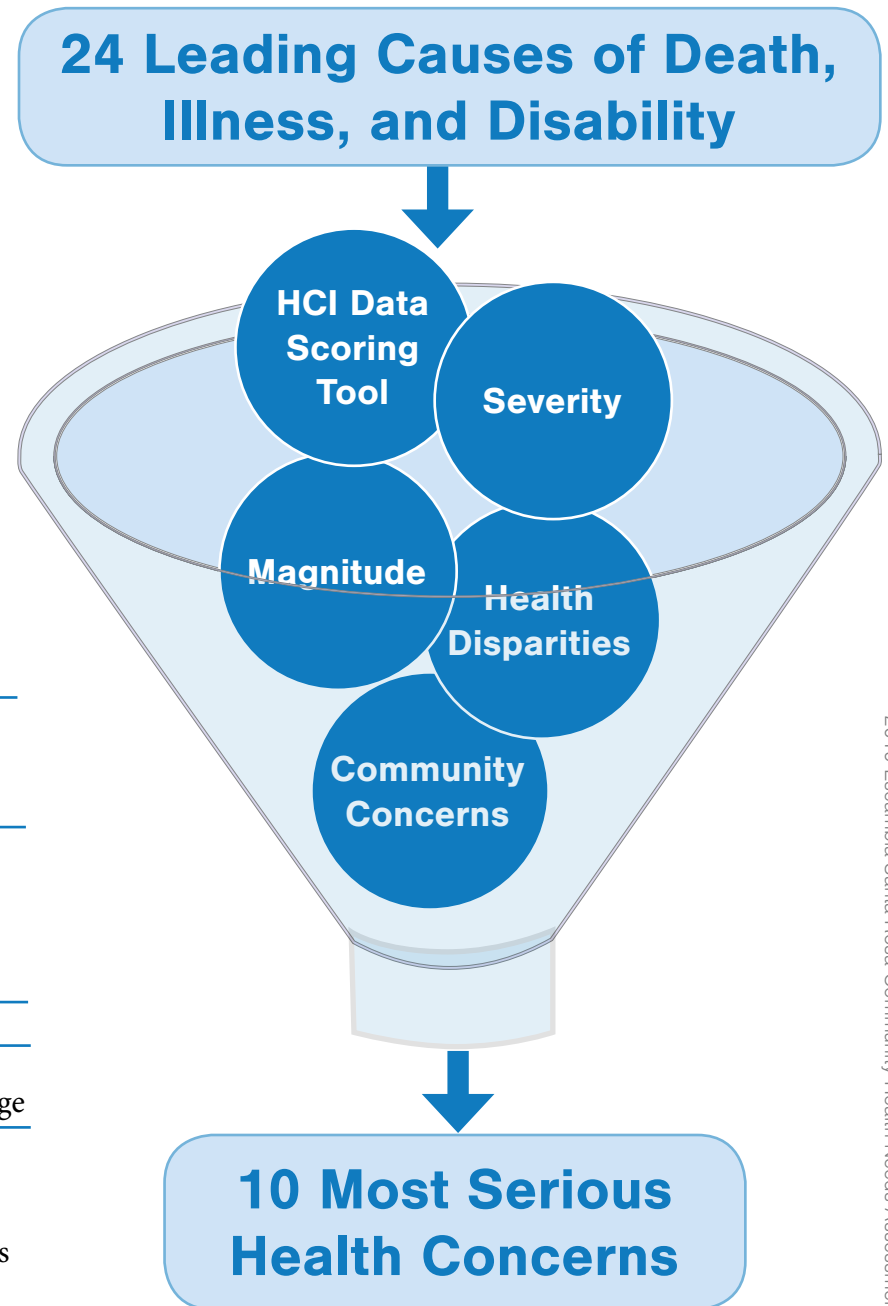 24 Leading Causes of Death,
Illness, and Disability
HCI Data
Scoring
Tool
Severity
Magnitude
Health
Disparities
Community
Concerns
10 Most Serious
Health Concerns